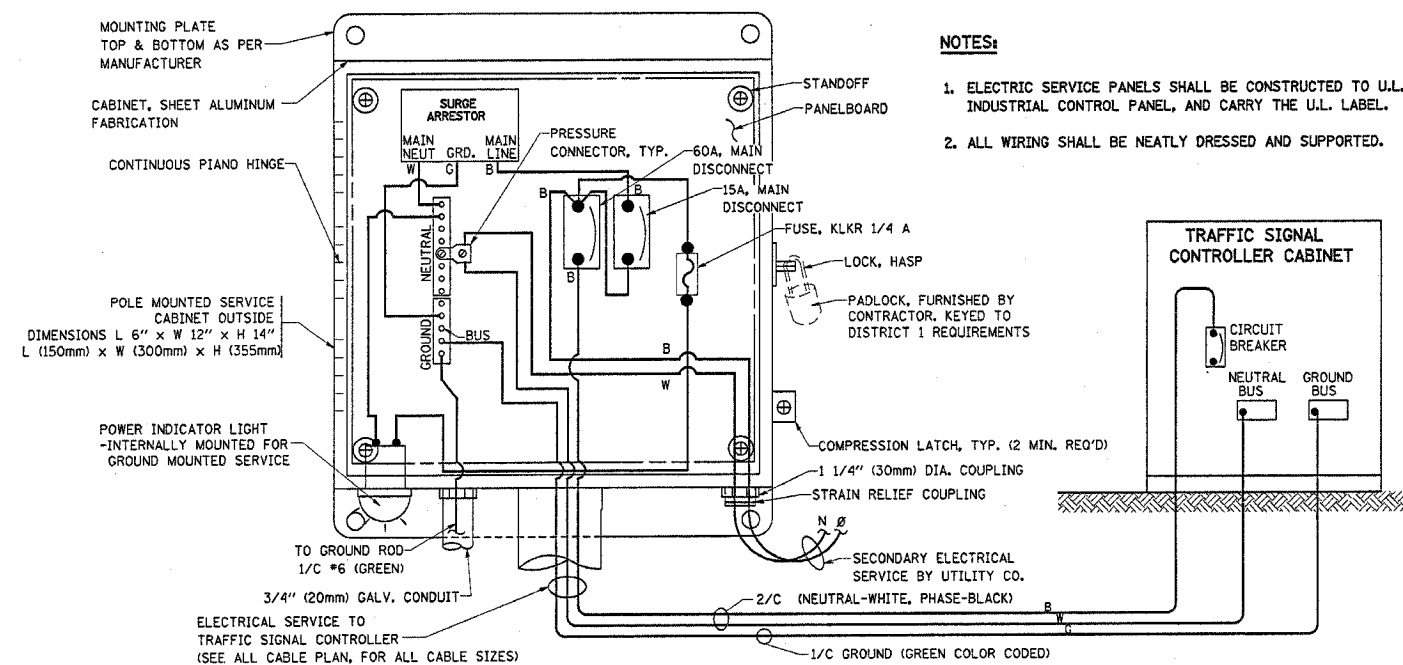 MOUNTING PLATE
TOP & BOTTOM AS PER
MANUFACTURER
CABINET, SHEET ALUMINUM
FABRICATION
CONTINUOUS PIANO HINGE
POLE MOUNTED SERVICE
CABINET OUTSIDE
DIMENSIONS L 6" x W 12" x H 14"
L (150mm) x W (300mm) x H (355mm)
POWER INDICATOR LIGHT
-INTERNALLY MOUNTED FOR
GROUND MOUNTED SERVICE
SURGE
ARRESTOR
MAIN
NEUT
GRD.
MAIN
LINE
W
G
B
PRESSURE
CONNECTOR, TYP.
NEUTRAL
GROUND
BUS
B
B
B
B
W
STANDOFF
PANELBOARD
60A, MAIN
DISCONNECT
15A, MAIN
DISCONNECT
FUSE, KLKR 1/4 A
LOCK, HASP
PADLOCK, FURNISHED BY
CONTRACTOR. KEYED TO
DISTRICT 1 REQUIREMENTS
COMPRESSION LATCH, TYP. (2 MIN. REQ'D)
1 1/4" (30mm) DIA. COUPLING
STRAIN RELIEF COUPLING
N Ø
SECONDARY ELECTRICAL
SERVICE BY UTILITY CO.
TO GROUND ROD
1/C #6 (GREEN)
3/4" (20mm) GALV. CONDUIT
ELECTRICAL SERVICE TO
TRAFFIC SIGNAL CONTROLLER
(SEE ALL CABLE PLAN, FOR ALL CABLE SIZES)
2/C (NEUTRAL-WHITE, PHASE-BLACK)
B
W
G
1/C GROUND (GREEN COLOR CODED)
NOTES:
1. ELECTRIC SERVICE PANELS SHALL BE CONSTRUCTED TO U.L.
INDUSTRIAL CONTROL PANEL, AND CARRY THE U.L. LABEL.
2. ALL WIRING SHALL BE NEATLY DRESSED AND SUPPORTED.
TRAFFIC SIGNAL
CONTROLLER CABINET
CIRCUIT
BREAKER
NEUTRAL
BUS
GROUND
BUS